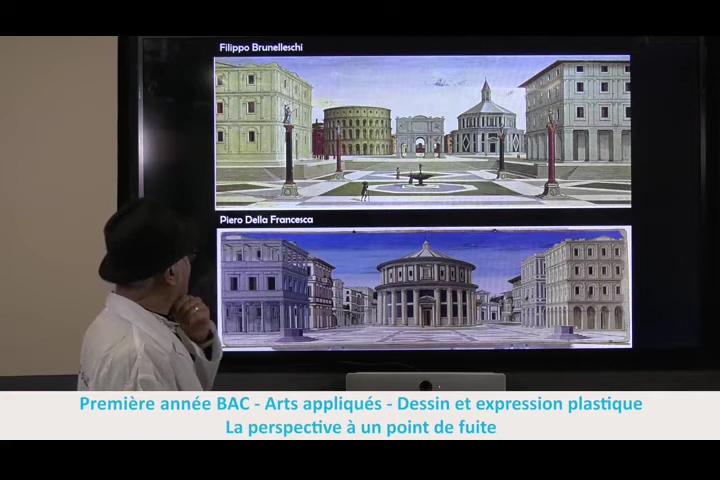 Filippo Brunelleschi
Piero Della Francesca
Première année BAC - Arts appliqués - Dessin et expression plastique
La perspective à un point de fuite